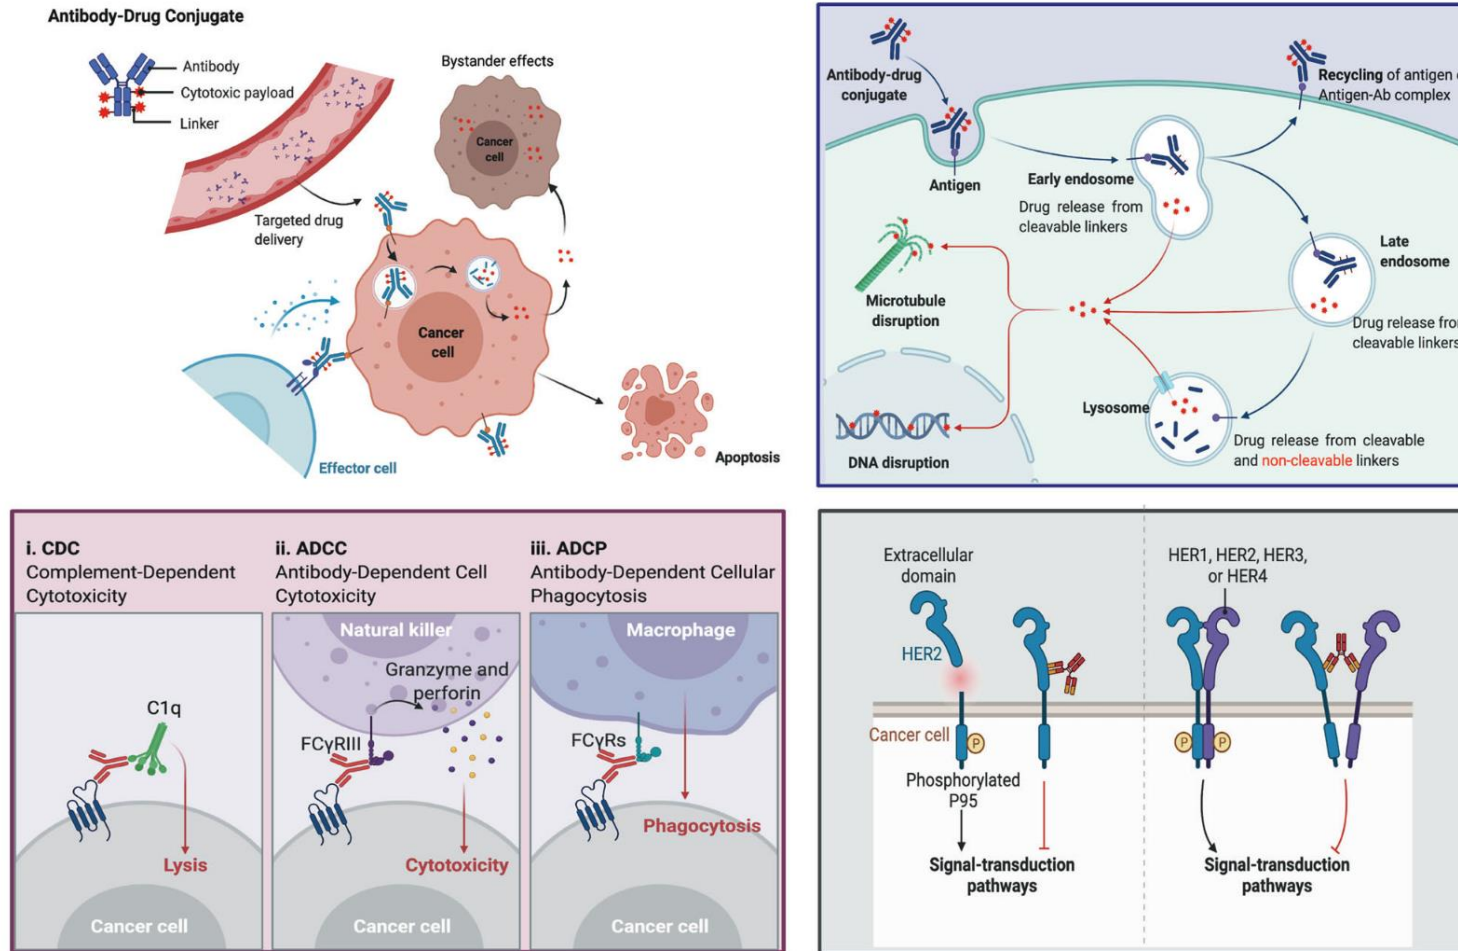 Antibody-Drug Conjugate
Antibody
Cytotoxic payload
Linker
Bystander effects
Cancer
cell
Targeted drug
delivery
Cancer
cell
Effector cell
Apoptosis
Antibody-drug
conjugate
Antigen
Recycling of antigen
Antigen-Ab complex
Early endosome
Drug release from
cleavable linkers
Late
endosome
Drug release from
cleavable linkers
Microtubule
disruption
Lysosome
Drug release from cleavable
and non-cleavable linkers
DNA disruption
i. CDC
Complement-Dependent
Cytotoxicity
C1q
Lysis
Cancer cell
ii. ADCC
Antibody-Dependent Cell
Cytotoxicity
Natural killer
Granzyme and
perforin
FCγRIII
Cytotoxicity
Cancer cell
iii. ADCP
Antibody-Dependent Cellular
Phagocytosis
Macrophage
FCγRs
Phagocytosis
Cancer cell
Extracellular
domain
HER2
Cancer cell
P
Phosphorylated
P95
Signal-transduction
pathways
HER1, HER2, HER3,
or HER4
P
P
Signal-transduction
pathways